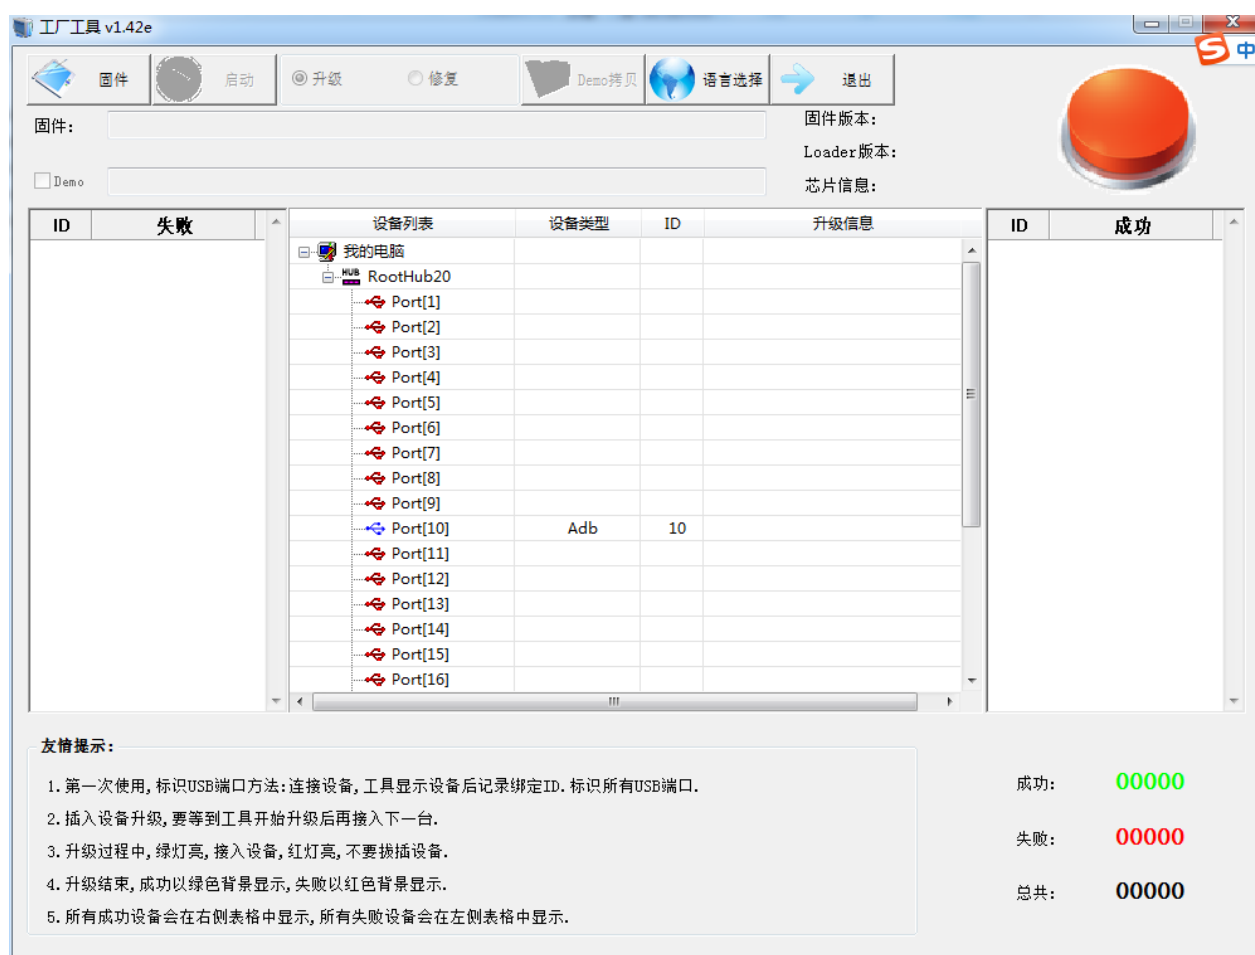 工厂工具 v1.42e
中
固件 启动 升级 修复 Demo拷贝 语言选择 退出
固件: 固件版本:
Loader版本:
Demo 芯片信息:
ID 失败 设备列表 设备类型 ID 升级信息 ID 成功
我的电脑
HUB RootHub20
Port[1]
Port[2]
Port[3]
Port[4]
Port[5]
Port[6]
Port[7]
Port[8]
Port[9]
Port[10] Adb 10
Port[11]
Port[12]
Port[13]
Port[14]
Port[15]
Port[16]
友情提示:
1.第一次使用,标识USB端口方法:连接设备,工具显示设备后记录绑定ID.标识所有USB端口.
2.插入设备升级,要等到工具开始升级后再接入下一台.
3.升级过程中,绿灯亮,接入设备,红灯亮,不要拔插设备.
4.升级结束,成功以绿色背景显示,失败以红色背景显示.
5.所有成功设备会在右侧表格中显示,所有失败设备会在左侧表格中显示.
成功: 00000
失败: 00000
总共: 00000